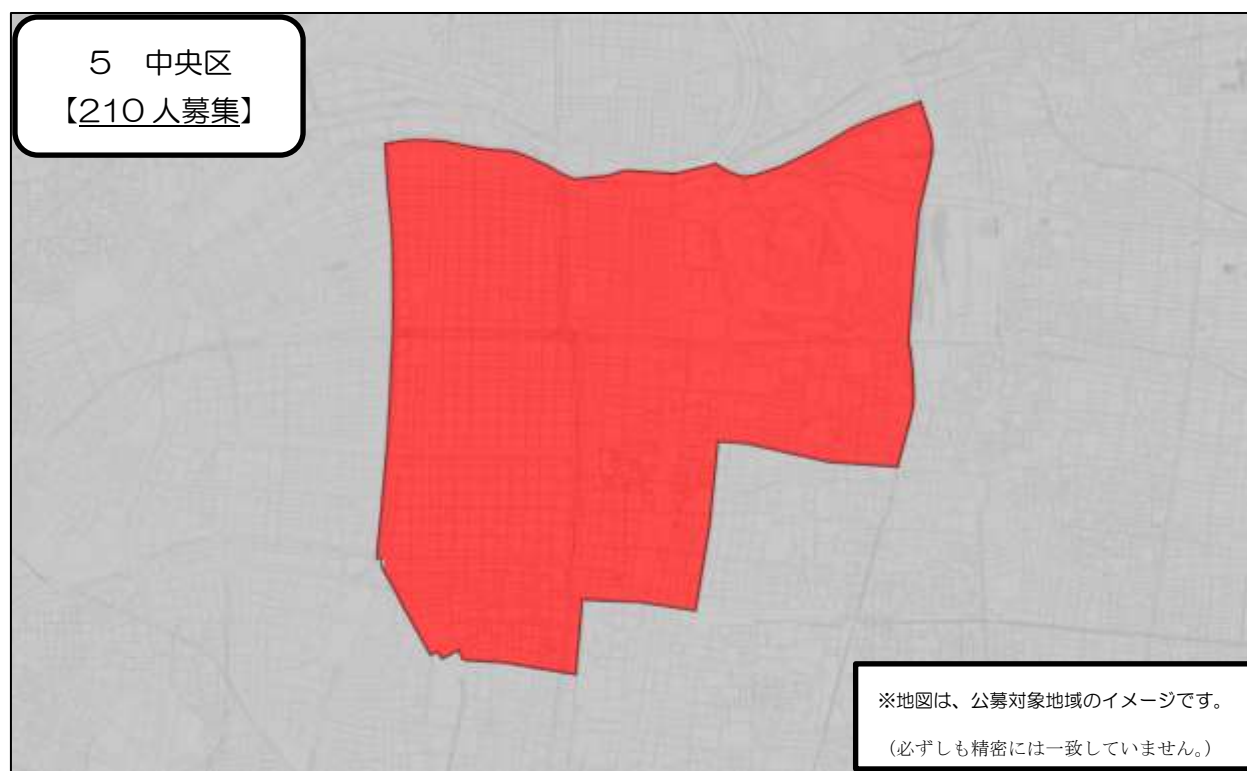 ５　中央区
【２１０人募集】
※地図は、公募対象地域のイメージです。
（必ずしも精密には一致していません。）